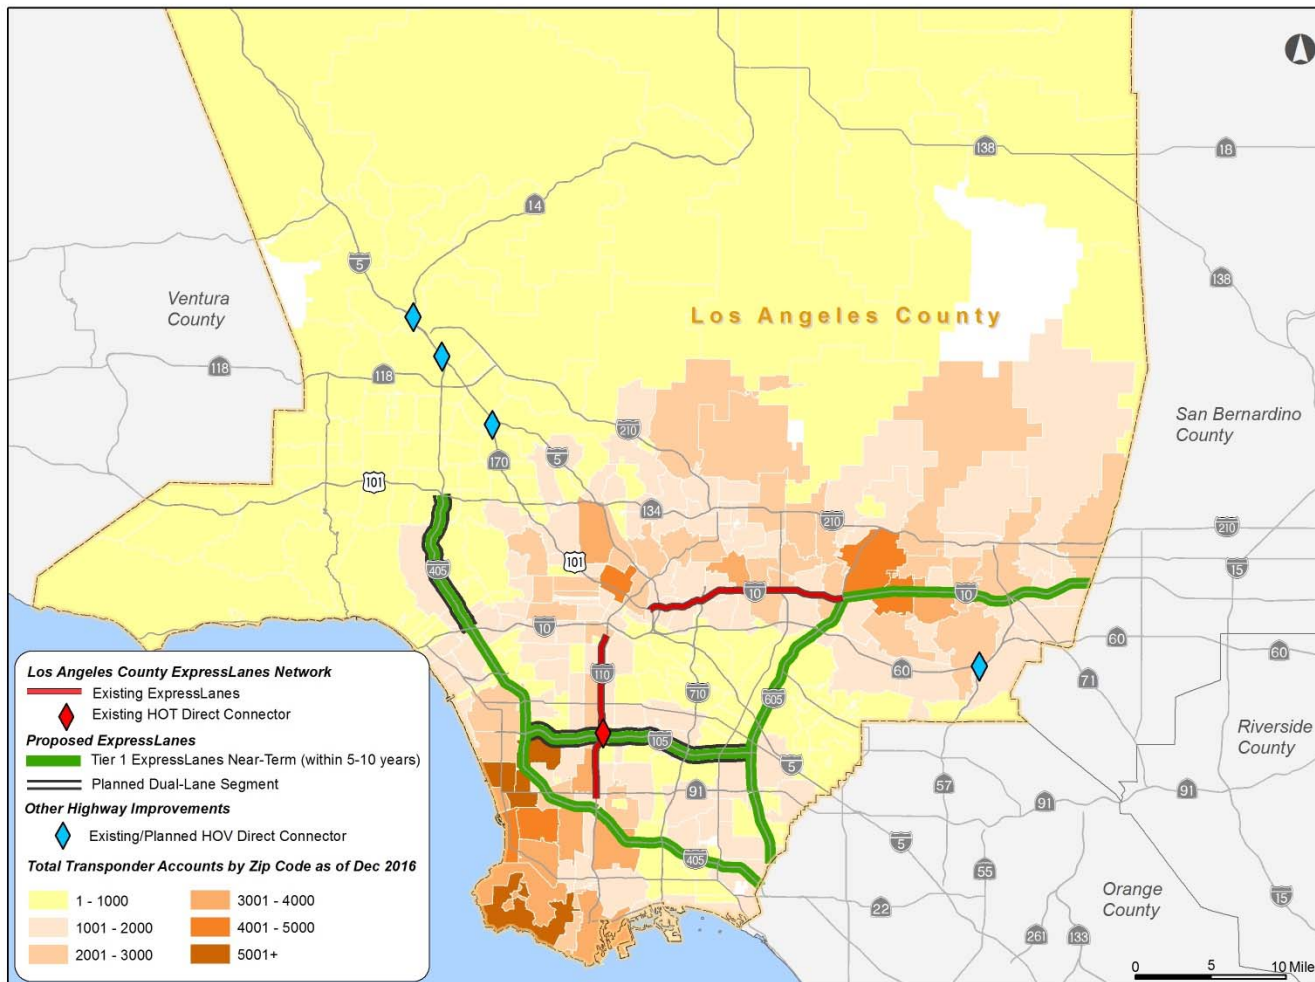 138
18
14
5
138
Ventura
County
Los Angeles County
118
118
San Bernardino
County
210
5
170
101
134
210
210
101
15
405
10
10
10
60
60
60
71
110
710
605
105
5
91
57
91
91
405
5
55
22
261
133
15
Riverside
County
Orange
County
Los Angeles County ExpressLanes Network
Existing ExpressLanes
Existing HOT Direct Connector
Proposed ExpressLanes
Tier 1 ExpressLanes Near-Term (within 5-10 years)
Planned Dual-Lane Segment
Other Highway Improvements
Existing/Planned HOV Direct Connector
Total Transponder Accounts by Zip Code as of Dec 2016
1 - 1000
1001 - 2000
2001 - 3000
3001 - 4000
4001 - 5000
5001+
0 5 10 Mile